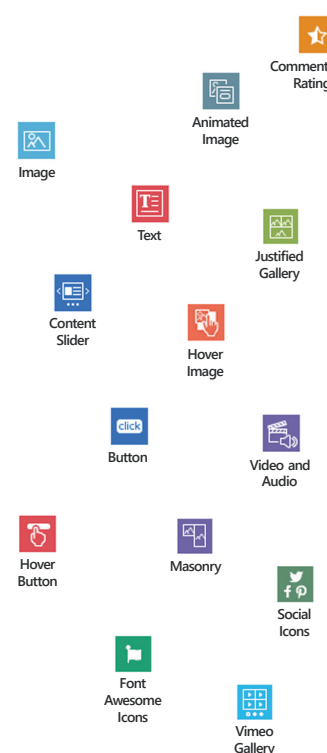 Comment
Rating
Animated
Image
Image
T
Text
Justified
Gallery
Content
Slider
Hover
Image
click
Button
Video and
Audio
Hover
Button
Masonry
f
Social
Icons
Font
Awesome
Icons
Vimeo
Gallery